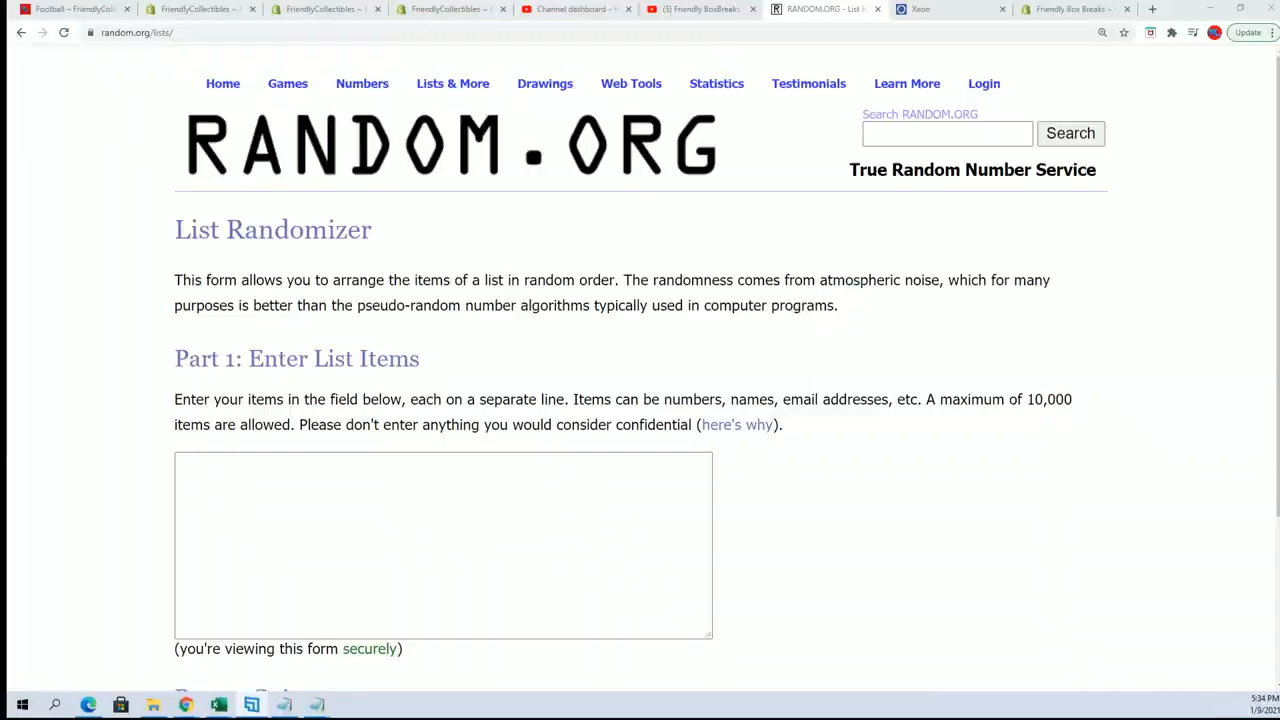 Football – FriendlyColl
FriendlyCollectibles ~
FriendlyCollectibles ~
FriendlyCollectibles ~
Channel dashboard –
(5) Friendly BoxBreaks
RANDOM.ORG - List
Xeon
Friendly Box Breaks –
random.org/lists/
Update
Home Games Numbers Lists & More Drawings Web Tools Statistics Testimonials Learn More Login
RANDOM.ORG
Search RANDOM.ORG
Search
True Random Number Service
List Randomizer
This form allows you to arrange the items of a list in random order. The randomness comes from atmospheric noise, which for many
purposes is better than the pseudo-random number algorithms typically used in computer programs.
Part 1: Enter List Items
Enter your items in the field below, each on a separate line. Items can be numbers, names, email addresses, etc. A maximum of 10,000
items are allowed. Please don't enter anything you would consider confidential (here's why).
(you're viewing this form securely)
5:34 PM
1/9/2021